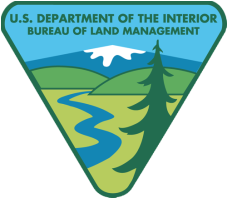 U.S. DEPARTMENT OF THE INTERIOR
BUREAU OF LAND MANAGEMENT